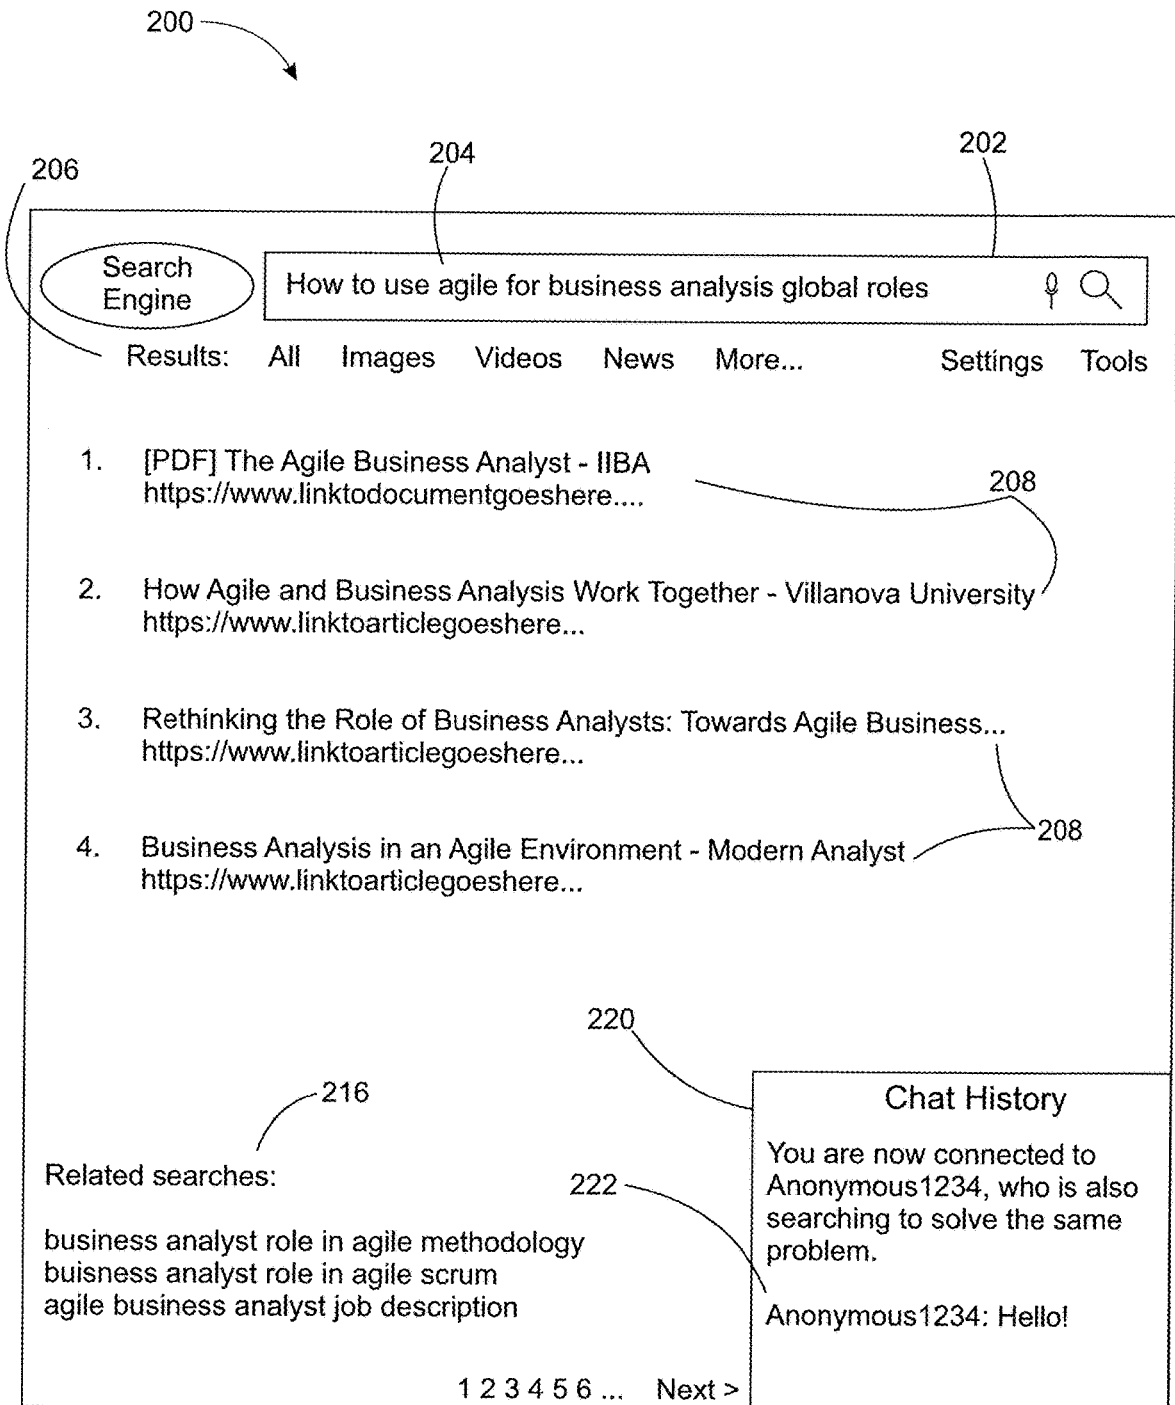 200
206
204
202
Search
Engine
How to use agile for business analysis global roles
Results: All Images Videos News More... Settings Tools
1. [PDF] The Agile Business Analyst - IIBA
https://www.linktodocumentgoeshere....
208
2. How Agile and Business Analysis Work Together - Villanova University
https://www.linktoarticlegoeshere...
3. Rethinking the Role of Business Analysts: Towards Agile Business...
https://www.linktoarticlegoeshere...
208
4. Business Analysis in an Agile Environment - Modern Analyst
https://www.linktoarticlegoeshere...
220
216
Related searches:
222
business analyst role in agile methodology
buisness analyst role in agile scrum
agile business analyst job description
1 2 3 4 5 6 ... Next >
Chat History
You are now connected to
Anonymous1234, who is also
searching to solve the same
problem.
Anonymous1234: Hello!